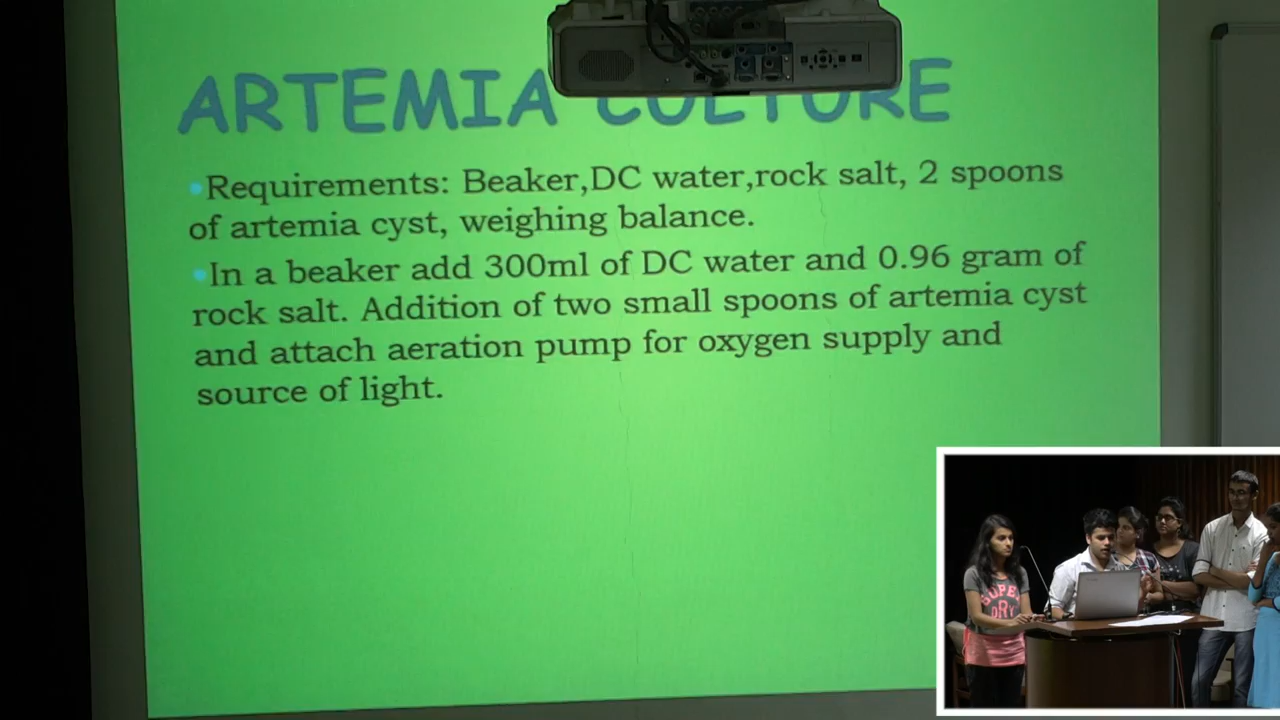 ARTEMIA CULTURE
•Requirements: Beaker,DC water,rock salt, 2 spoons
of artemia cyst, weighing balance.
•In a beaker add 300ml of DC water and 0.96 gram of
rock salt. Addition of two small spoons of artemia cyst
and attach aeration pump for oxygen supply and
source of light.
SUPER
DRY